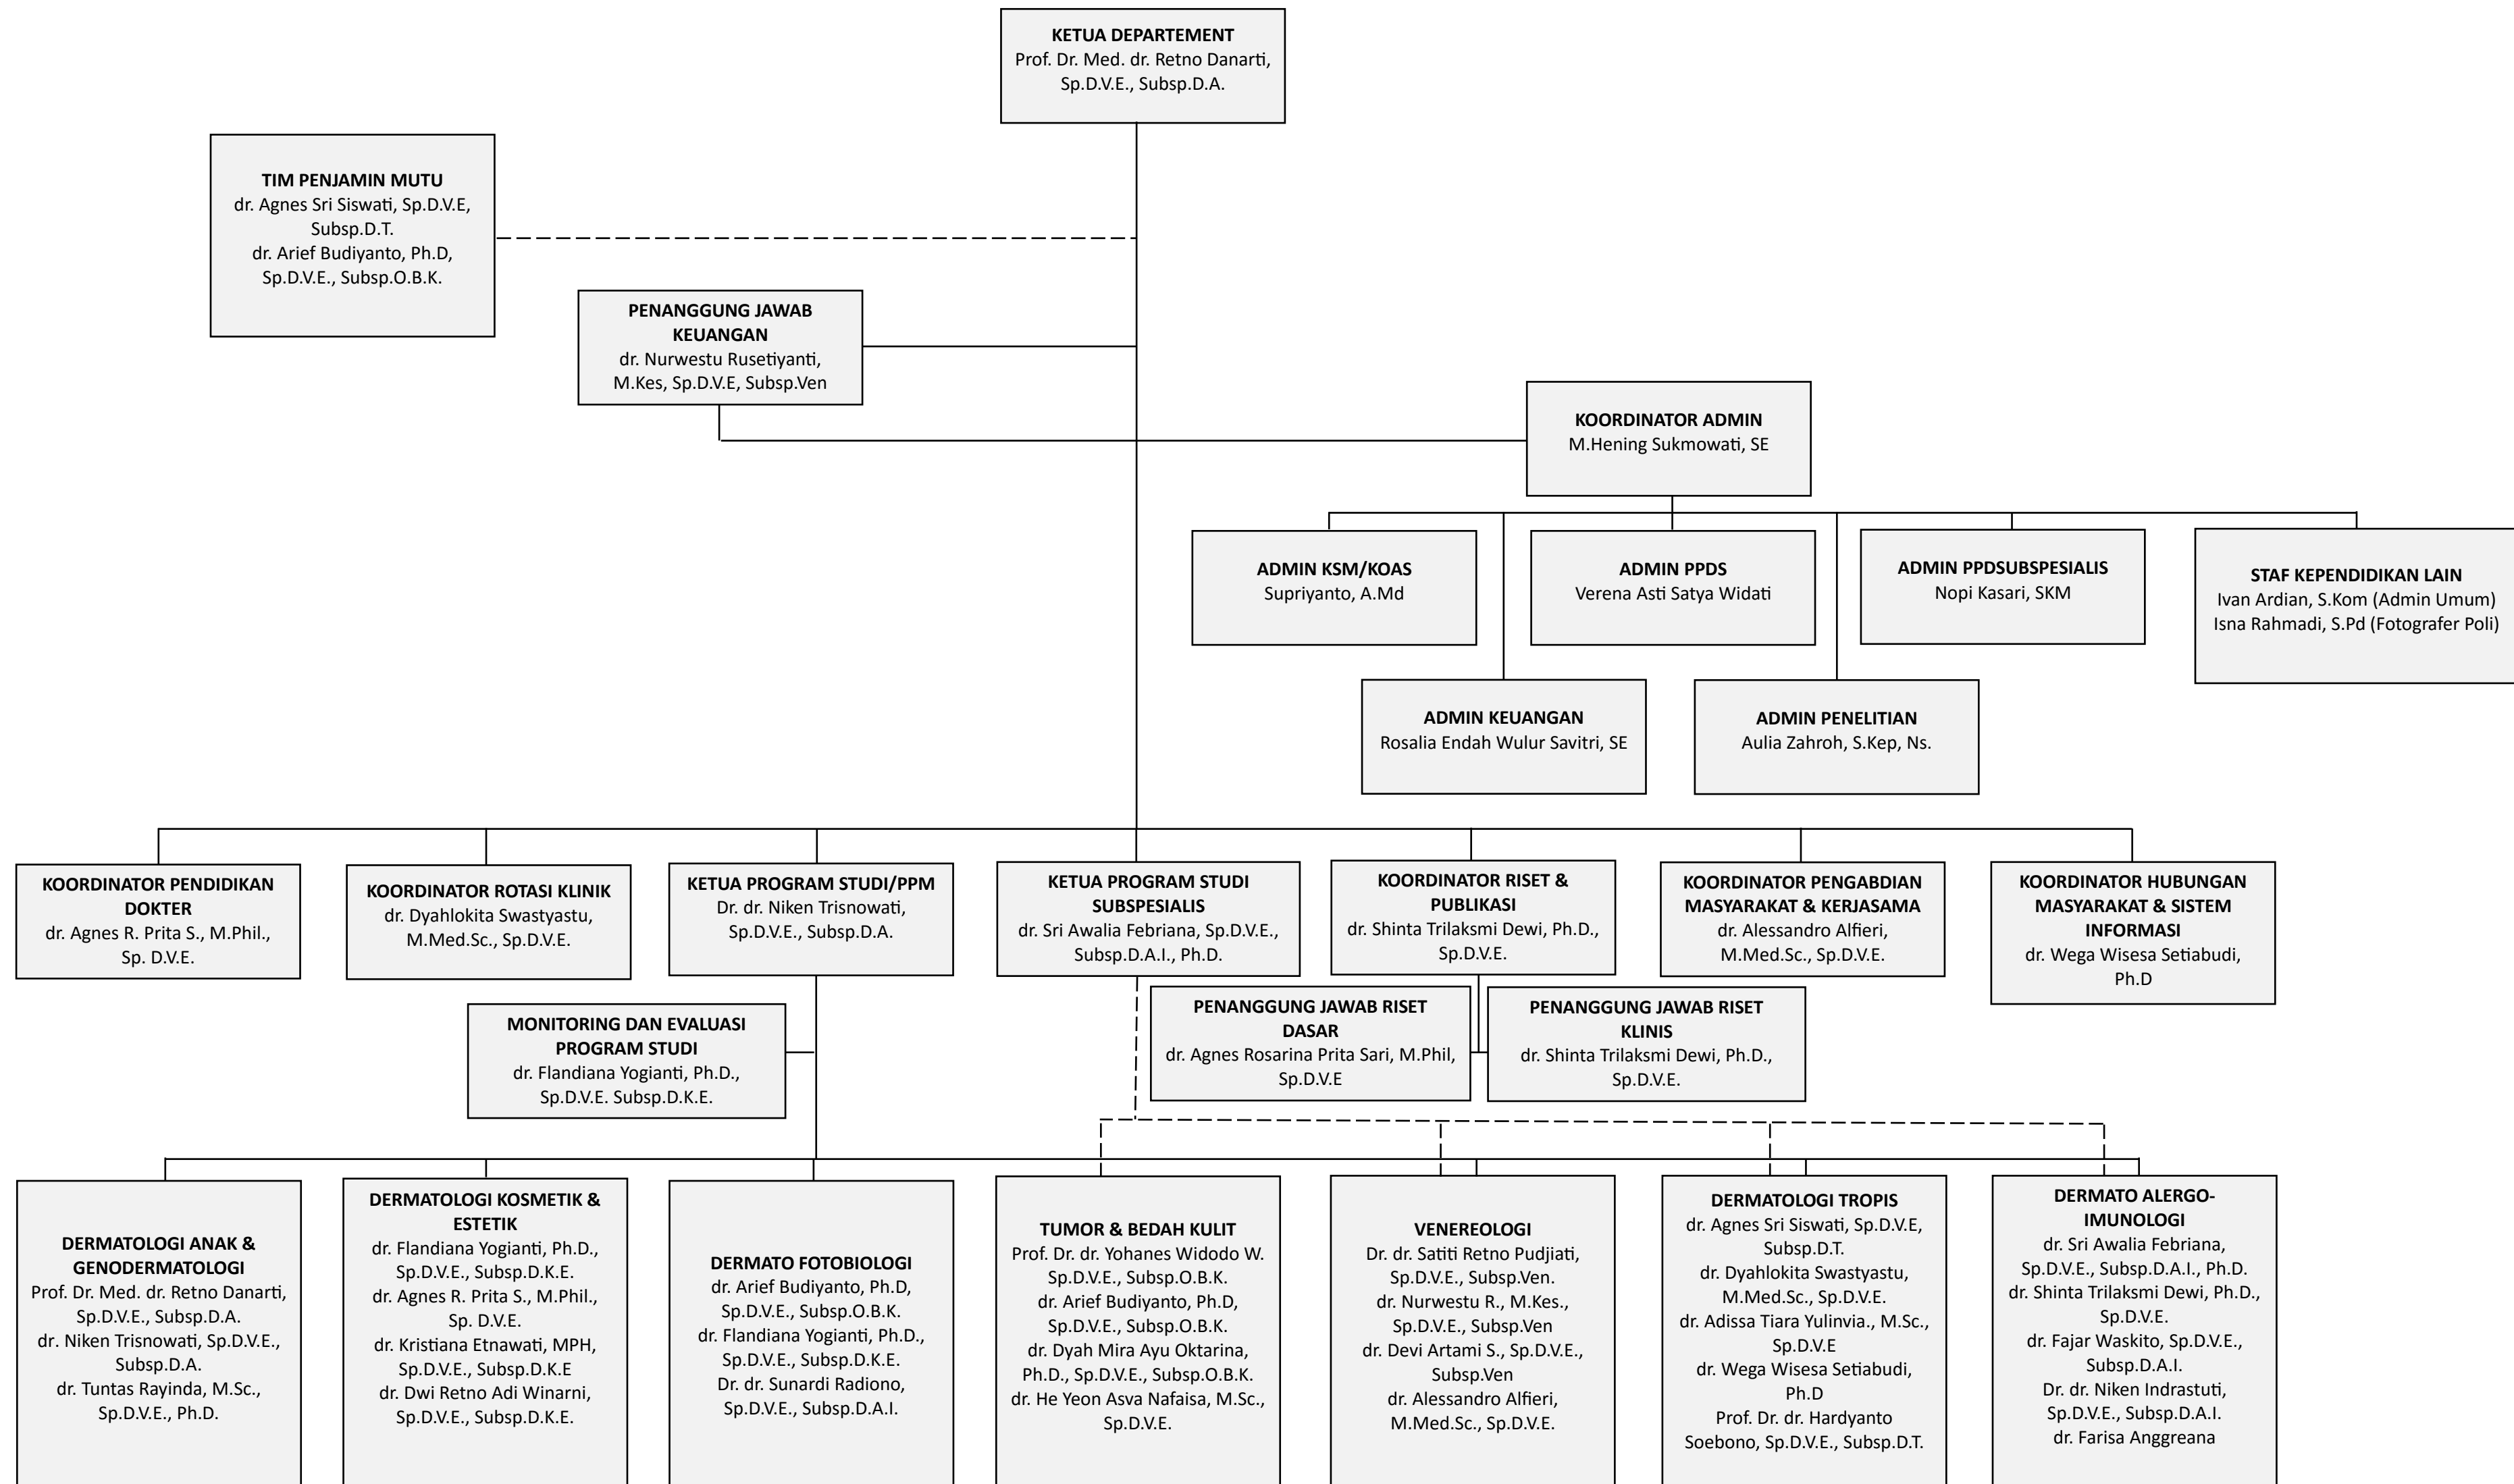 KETUA DEPARTEMENT
Prof. Dr. Med. dr. Retno Danarti,
Sp.D.V.E., Subsp.D.A.
TIM PENJAMIN MUTU
dr. Agnes Sri Siswati, Sp.D.V.E,
Subsp.D.T.
dr. Arief Budiyanto, Ph.D,
Sp.D.V.E., Subsp.O.B.K.
PENANGGUNG JAWAB
KEUANGAN
dr. Nurwestu Rusetiyanti,
M.Kes, Sp.D.V.E, Subsp.Ven
KOORDINATOR ADMIN
M.Hening Sukmowati, SE
ADMIN KSM/KOAS
Supriyanto, A.Md
ADMIN PPDS
Verena Asti Satya Widati
ADMIN PPDSUBSPESIALIS
Nopi Kasari, SKM
STAF KEPENDIDIKAN LAIN
Ivan Ardian, S.Kom (Admin Umum)
Isna Rahmadi, S.Pd (Fotografer Poli)
ADMIN KEUANGAN
Rosalia Endah Wulur Savitri, SE
ADMIN PENELITIAN
Aulia Zahroh, S.Kep, Ns.
KOORDINATOR PENDIDIKAN
DOKTER
dr. Agnes R. Prita S., M.Phil.,
Sp. D.V.E.
KOORDINATOR ROTASI KLINIK
dr. Dyahlokita Swastyastu,
M.Med.Sc., Sp.D.V.E.
KETUA PROGRAM STUDI/PPM
Dr. dr. Niken Trisnowati,
Sp.D.V.E., Subsp.D.A.
KETUA PROGRAM STUDI
SUBSPESIALIS
dr. Sri Awalia Febriana, Sp.D.V.E.,
Subsp.D.A.I., Ph.D.
KOORDINATOR RISET &
PUBLIKASI
dr. Shinta Trilaksmi Dewi, Ph.D.,
Sp.D.V.E.
KOORDINATOR PENGABDIAN
MASYARAKAT & KERJASAMA
dr. Alessandro Alfieri,
M.Med.Sc., Sp.D.V.E.
KOORDINATOR HUBUNGAN
MASYARAKAT & SISTEM
INFORMASI
dr. Wega Wisesa Setiabudi,
Ph.D
MONITORING DAN EVALUASI
PROGRAM STUDI
dr. Flandiana Yogianti, Ph.D.,
Sp.D.V.E. Subsp.D.K.E.
PENANGGUNG JAWAB RISET
DASAR
dr. Agnes Rosarina Prita Sari, M.Phil,
Sp.D.V.E
PENANGGUNG JAWAB RISET
KLINIS
dr. Shinta Trilaksmi Dewi, Ph.D.,
Sp.D.V.E.
DERMATOLOGI ANAK &
GENODERMATOLOGI
Prof. Dr. Med. dr. Retno Danarti,
Sp.D.V.E., Subsp.D.A.
dr. Niken Trisnowati, Sp.D.V.E.,
Subsp.D.A.
dr. Tuntas Rayinda, M.Sc.,
Sp.D.V.E., Ph.D.
DERMATOLOGI KOSMETIK &
ESTETIK
dr. Flandiana Yogianti, Ph.D.,
Sp.D.V.E., Subsp.D.K.E.
dr. Agnes R. Prita S., M.Phil.,
Sp. D.V.E.
dr. Kristiana Etnawati, MPH,
Sp.D.V.E., Subsp.D.K.E
dr. Dwi Retno Adi Winarni,
Sp.D.V.E., Subsp.D.K.E.
DERMATO FOTOBIOLOGI
dr. Arief Budiyanto, Ph.D,
Sp.D.V.E., Subsp.O.B.K.
dr. Flandiana Yogianti, Ph.D.,
Sp.D.V.E., Subsp.D.K.E.
Dr. dr. Sunardi Radiono,
Sp.D.V.E., Subsp.D.A.I.
TUMOR & BEDAH KULIT
Prof. Dr. dr. Yohanes Widodo W.
Sp.D.V.E., Subsp.O.B.K.
dr. Arief Budiyanto, Ph.D,
Sp.D.V.E., Subsp.O.B.K.
dr. Dyah Mira Ayu Oktarina,
Ph.D., Sp.D.V.E., Subsp.O.B.K.
dr. He Yeon Asva Nafaisa, M.Sc.,
Sp.D.V.E.
VENEREOLOGI
Dr. dr. Satiti Retno Pudjiati,
Sp.D.V.E., Subsp.Ven.
dr. Nurwestu R., M.Kes.,
Sp.D.V.E., Subsp.Ven
dr. Devi Artami S., Sp.D.V.E.,
Subsp.Ven
dr. Alessandro Alfieri,
M.Med.Sc., Sp.D.V.E.
DERMATOLOGI TROPIS
dr. Agnes Sri Siswati, Sp.D.V.E,
Subsp.D.T.
dr. Dyahlokita Swastyastu,
M.Med.Sc., Sp.D.V.E.
dr. Adissa Tiara Yulinvia., M.Sc.,
Sp.D.V.E
dr. Wega Wisesa Setiabudi,
Ph.D
Prof. Dr. dr. Hardyanto
Soebono, Sp.D.V.E., Subsp.D.T.
DERMATO ALERGO-
IMUNOLOGI
dr. Sri Awalia Febriana,
Sp.D.V.E., Subsp.D.A.I., Ph.D.
dr. Shinta Trilaksmi Dewi, Ph.D.,
Sp.D.V.E.
dr. Fajar Waskito, Sp.D.V.E.,
Subsp.D.A.I.
Dr. dr. Niken Indrastuti,
Sp.D.V.E., Subsp.D.A.I.
dr. Farisa Anggreana